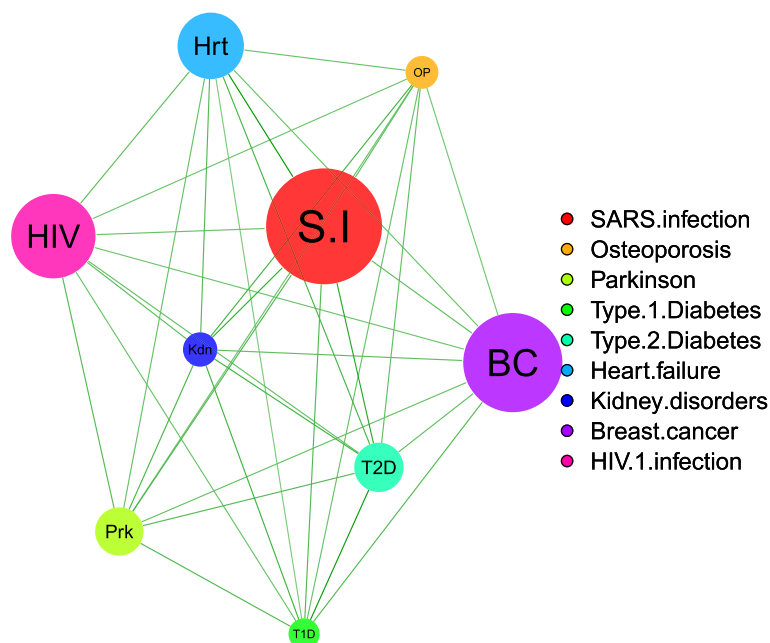 Hrt
OP
HIV
S.I
Kdn
BC
T2D
Prk
T1D
SARS.infection
Osteoporosis
Parkinson
Type.1.Diabetes
Type.2.Diabetes
Heart.failure
Kidney.disorders
Breast.cancer
HIV.1.infection